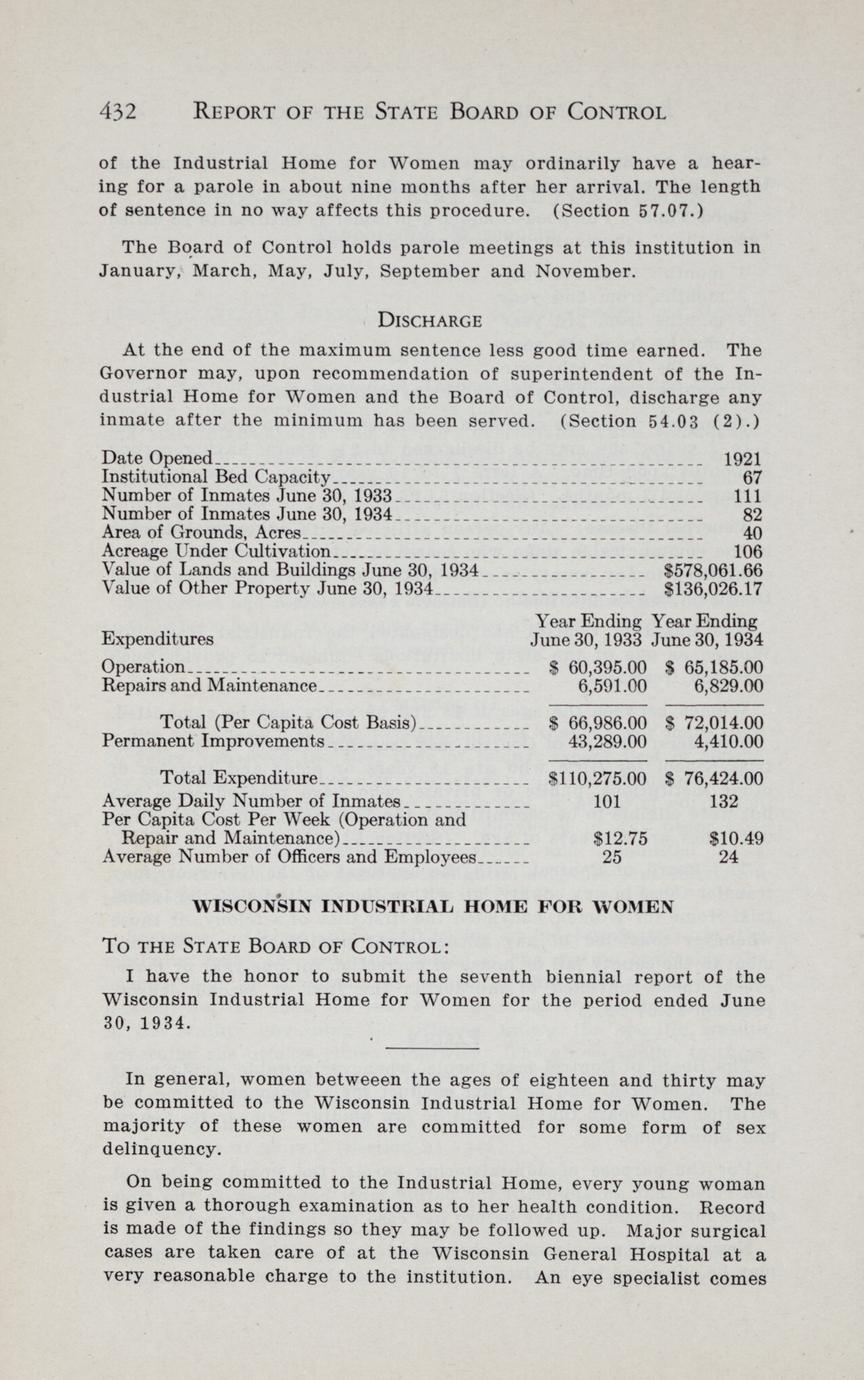 432 REPORT OF THE STATE BOARD OF CONTROL
of the Industrial Home for Women may ordinarily have a hear-
ing for a parole in about nine months after her arrival. The length
of sentence in no way affects this procedure. (Section 57.07.)
The Board of Control holds parole meetings at this institution in
January, March, May, July, September and November.
DISCHARGE
At the end of the maximum sentence less good time earned. The
Governor may, upon recommendation of superintendent of the In-
dustrial Home for Women and the Board of Control, discharge any
inmate after the minimum has been served. (Section 54.03 (2).)
Date Opened 1921
Institutional Bed Capacity 67
Number of Inmates June 30, 1933 111
Number of Inmates June 30, 1934 82
Area of Grounds, Acres 40
Acreage Under Cultivation 106
Value of Lands and Buildings June 30, 1934 $578,061.66
Value of Other Property June 30, 1934 $136,026.17
Year Ending Year Ending
Expenditures June 30, 1933 June 30, 1934
Operation $ 60,395.00 $ 65,185.00
Repairs and Maintenance 6,591.00 6,829.00
Total (Per Capita Cost Basis) $ 66,986.00 $ 72,014.00
Permanent Improvements 43,289.00 4,410.00
Total Expenditure $110,275.00 $ 76,424.00
Average Daily Number of Inmates 101 132
Per Capita Cost Per Week (Operation and
Repair and Maintenance) $12.75 $10.49
Average Number of Officers and Employees 25 24
WISCONSIN INDUSTRIAL HOME FOR WOMEN
TO THE STATE BOARD OF CONTROL:
I have the honor to submit the seventh biennial report of the
Wisconsin Industrial Home for Women for the period ended June
30, 1934.
In general, women betweeen the ages of eighteen and thirty may
be committed to the Wisconsin Industrial Home for Women. The
majority of these women are committed for some form of sex
delinquency.
On being committed to the Industrial Home, every young woman
is given a thorough examination as to her health condition. Record
is made of the findings so they may be followed up. Major surgical
cases are taken care of at the Wisconsin General Hospital at a
very reasonable charge to the institution. An eye specialist comes